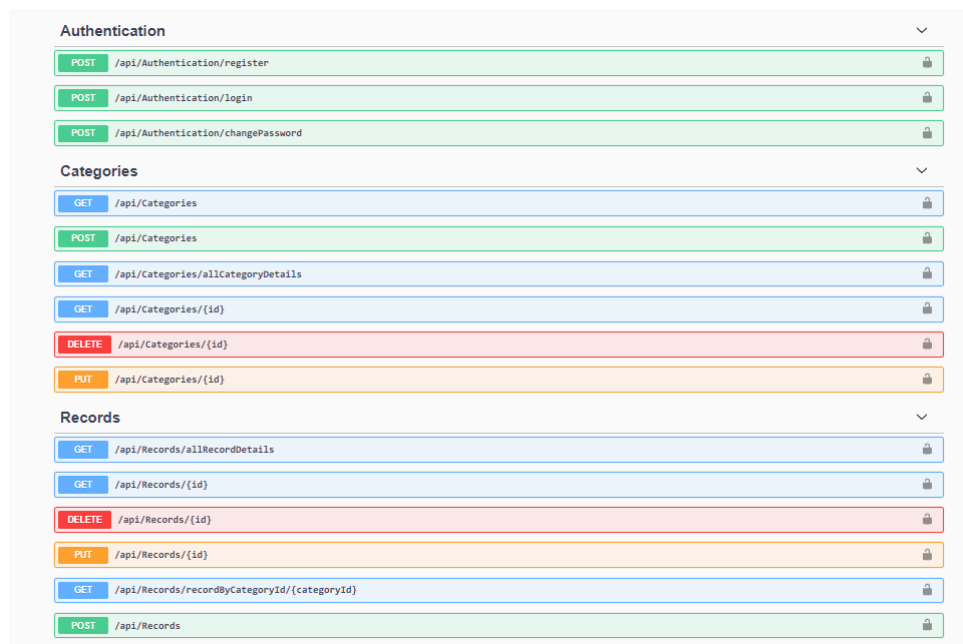 Authentication
POST /api/Authentication/register
POST /api/Authentication/login
POST /api/Authentication/changePassword
Categories
GET /api/Categories
POST /api/Categories
GET /api/Categories/allCategoryDetails
GET /api/Categories/{id}
DELETE /api/Categories/{id}
PUT /api/Categories/{id}
Records
GET /api/Records/allRecordDetails
GET /api/Records/{id}
DELETE /api/Records/{id}
PUT /api/Records/{id}
GET /api/Records/recordByCategoryId/{categoryId}
POST /api/Records